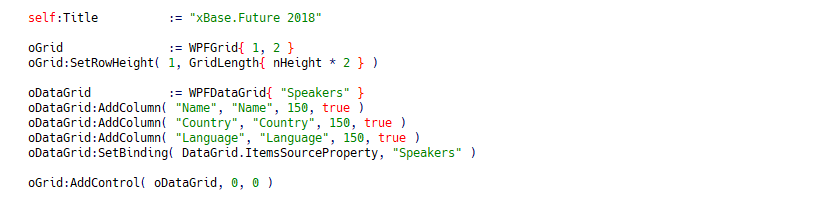 self:Title := "xBase.Future 2018"
oGrid := WPFGrid{ 1, 2 }
oGrid:SetRowHeight( 1, GridLength{ nHeight * 2 } )
oDataGrid := WPFDataGrid{ "Speakers" }
oDataGrid:AddColumn( "Name", "Name", 150, true )
oDataGrid:AddColumn( "Country", "Country", 150, true )
oDataGrid:AddColumn( "Language", "Language", 150, true )
oDataGrid:SetBinding( DataGrid.ItemsSourceProperty, "Speakers" )
oGrid:AddControl( oDataGrid, 0, 0 )